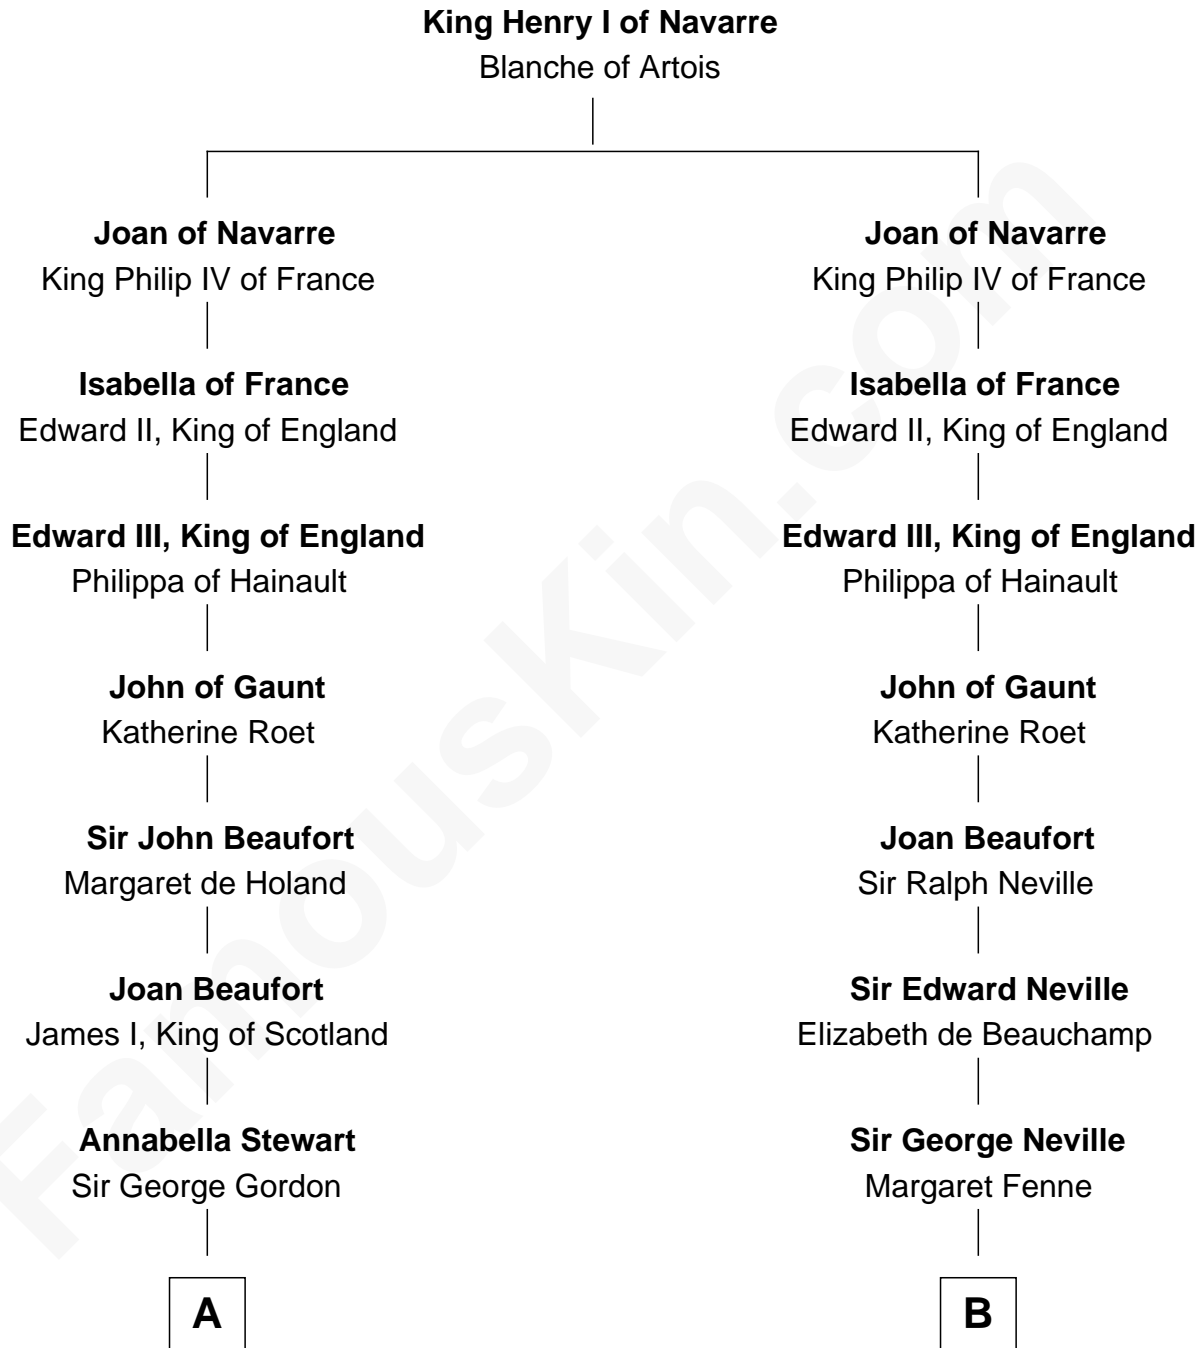 King Henry I of Navarre
Blanche of Artois
Joan of Navarre
King Philip IV of France
Isabella of France
Edward II, King of England
Edward III, King of England
Philippa of Hainault
John of Gaunt
Katherine Roet
Sir John Beaufort
Margaret de Holand
Joan Beaufort
James I, King of Scotland
Annabella Stewart
Sir George Gordon
A
Joan of Navarre
King Philip IV of France
Isabella of France
Edward II, King of England
Edward III, King of England
Philippa of Hainault
John of Gaunt
Katherine Roet
Joan Beaufort
Sir Ralph Neville
Sir Edward Neville
Elizabeth de Beauchamp
Sir George Neville
Margaret Fenne
B
FamousKin.com